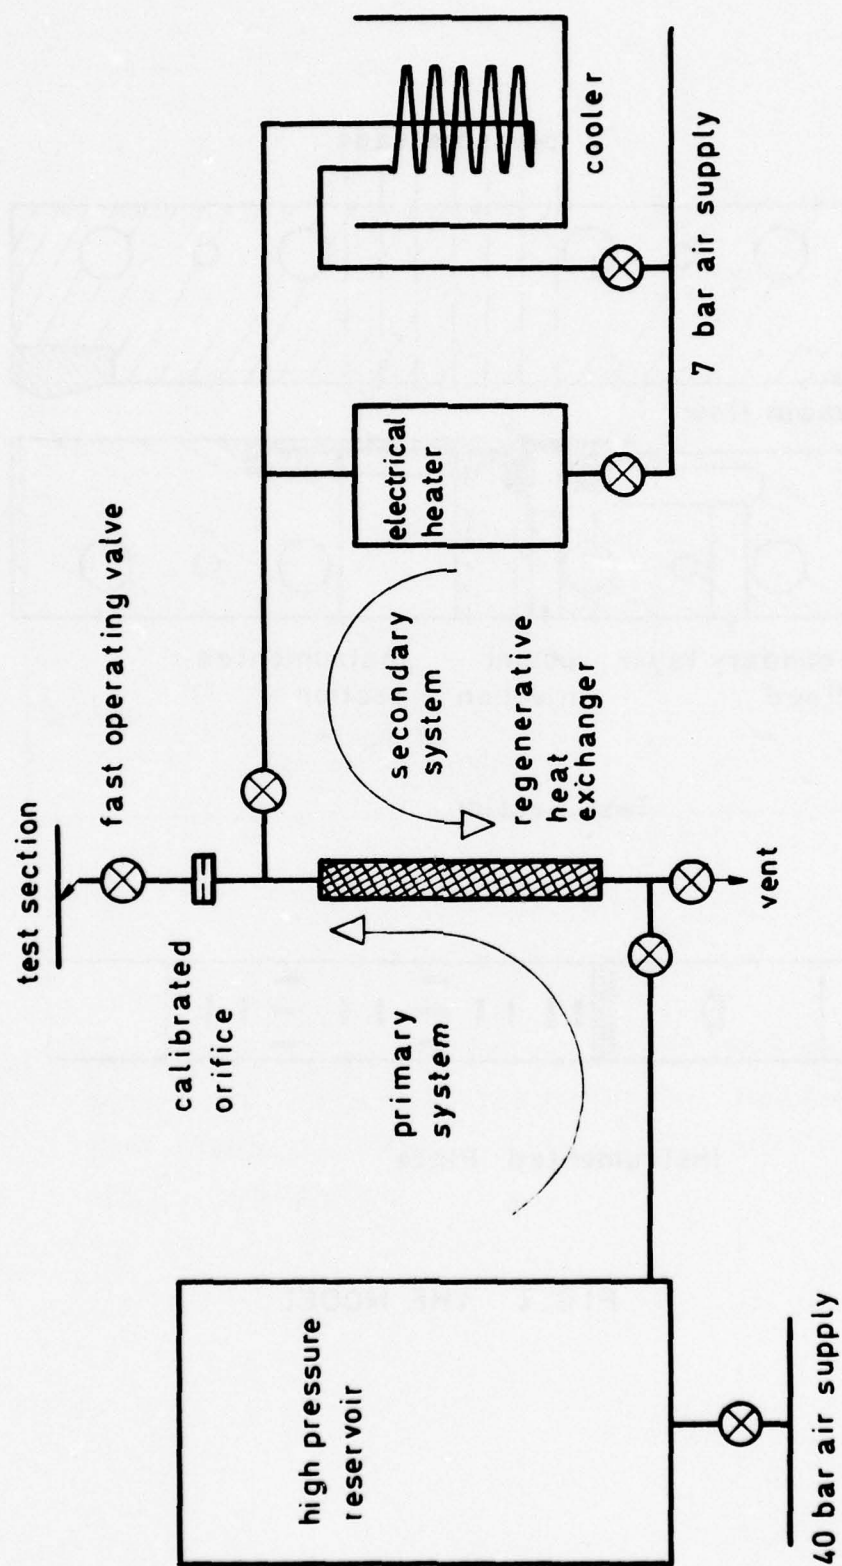 test section
fast operating valve
calibrated
orifice
high pressure
reservoir
primary
system
secondary
system
regenerative
heat
exchanger
electrical
heater
cooler
vent
7 bar air supply
40 bar air supply